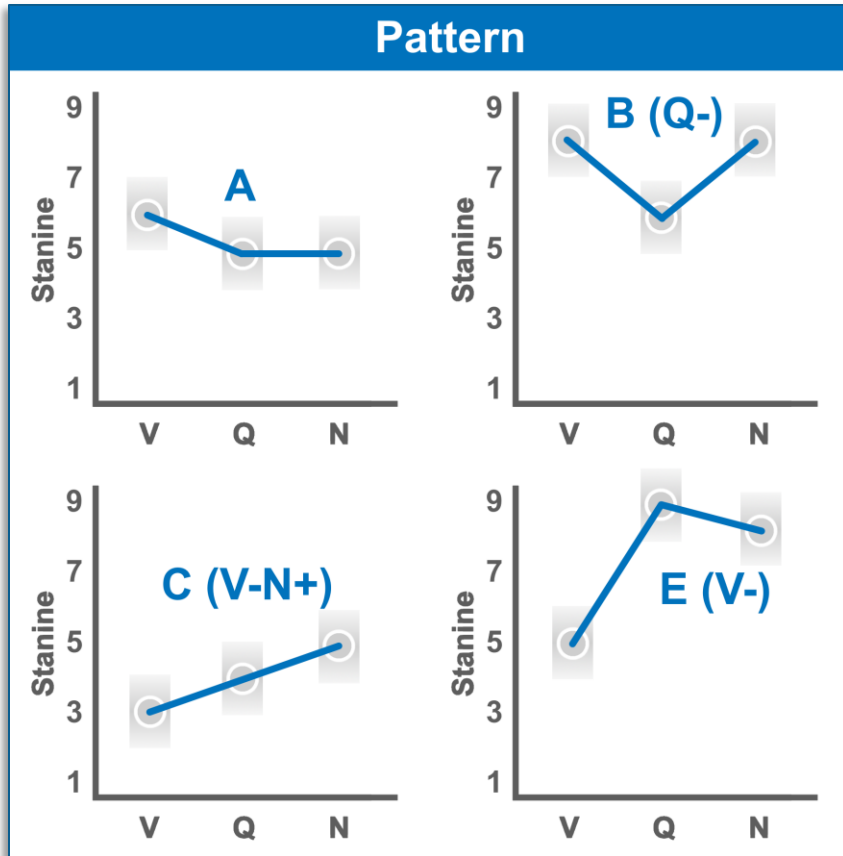 Pattern
9
7
5
3
1
Stanine
A
V Q N
9
7
5
3
1
Stanine
B (Q-)
V Q N
9
7
5
3
1
Stanine
C (V-N+)
V Q N
9
7
5
3
1
Stanine
E (V-)
V Q N